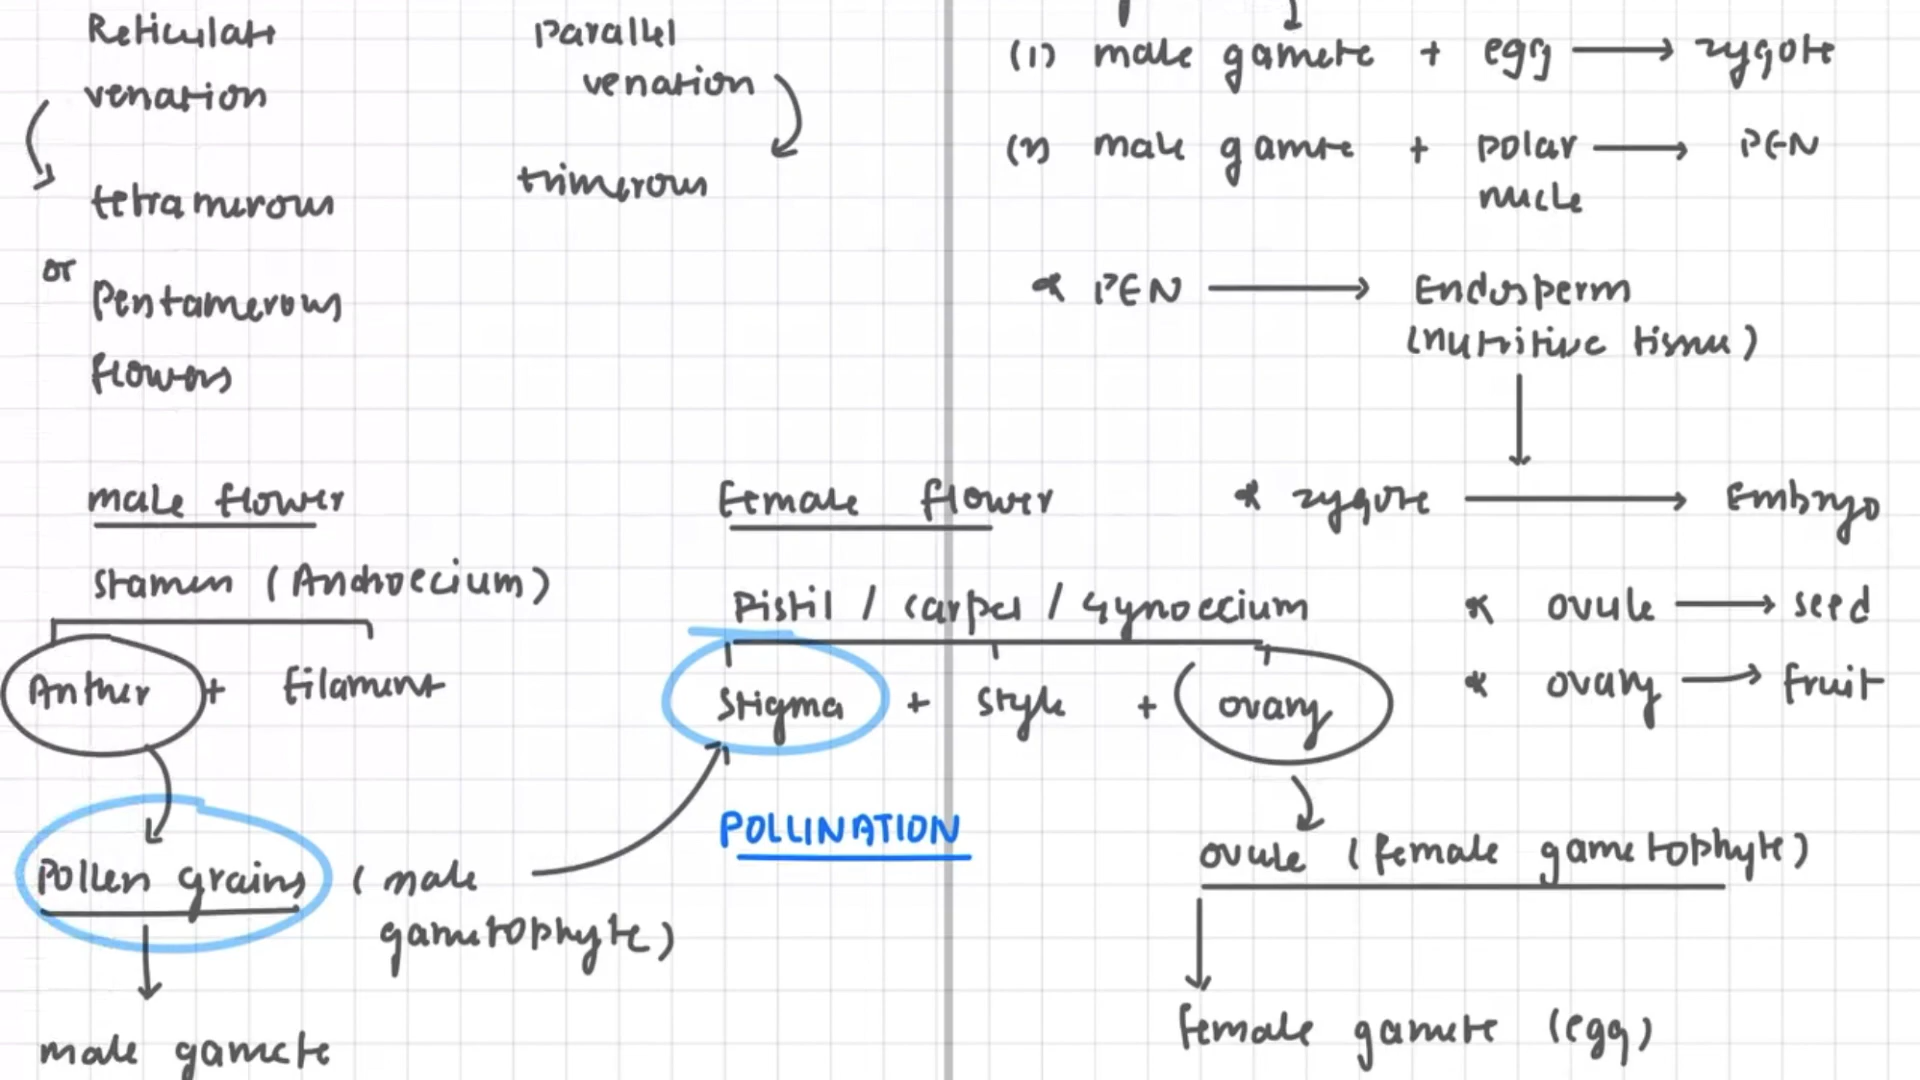 Reticulate
venation
tetramerous
or
Pentamerous
flowers
parallel
venation
trimerous
(1) male gamete + egg → zygote
male gamete + polar → PEN
nucle
* PEN → Endosperm
(nutritive tissue)
* zygote → Embryo
* ovule → seed
* ovary → fruit
male flower
stamen (Androecium)
Anther + filament
Pollen grains (male
gametophyte)
male gamete
Female flower
Pistil / carpel / Gynoecium
Stigma + style + ovary
POLLINATION
ovule (female gametophyte)
female gamete (egg)